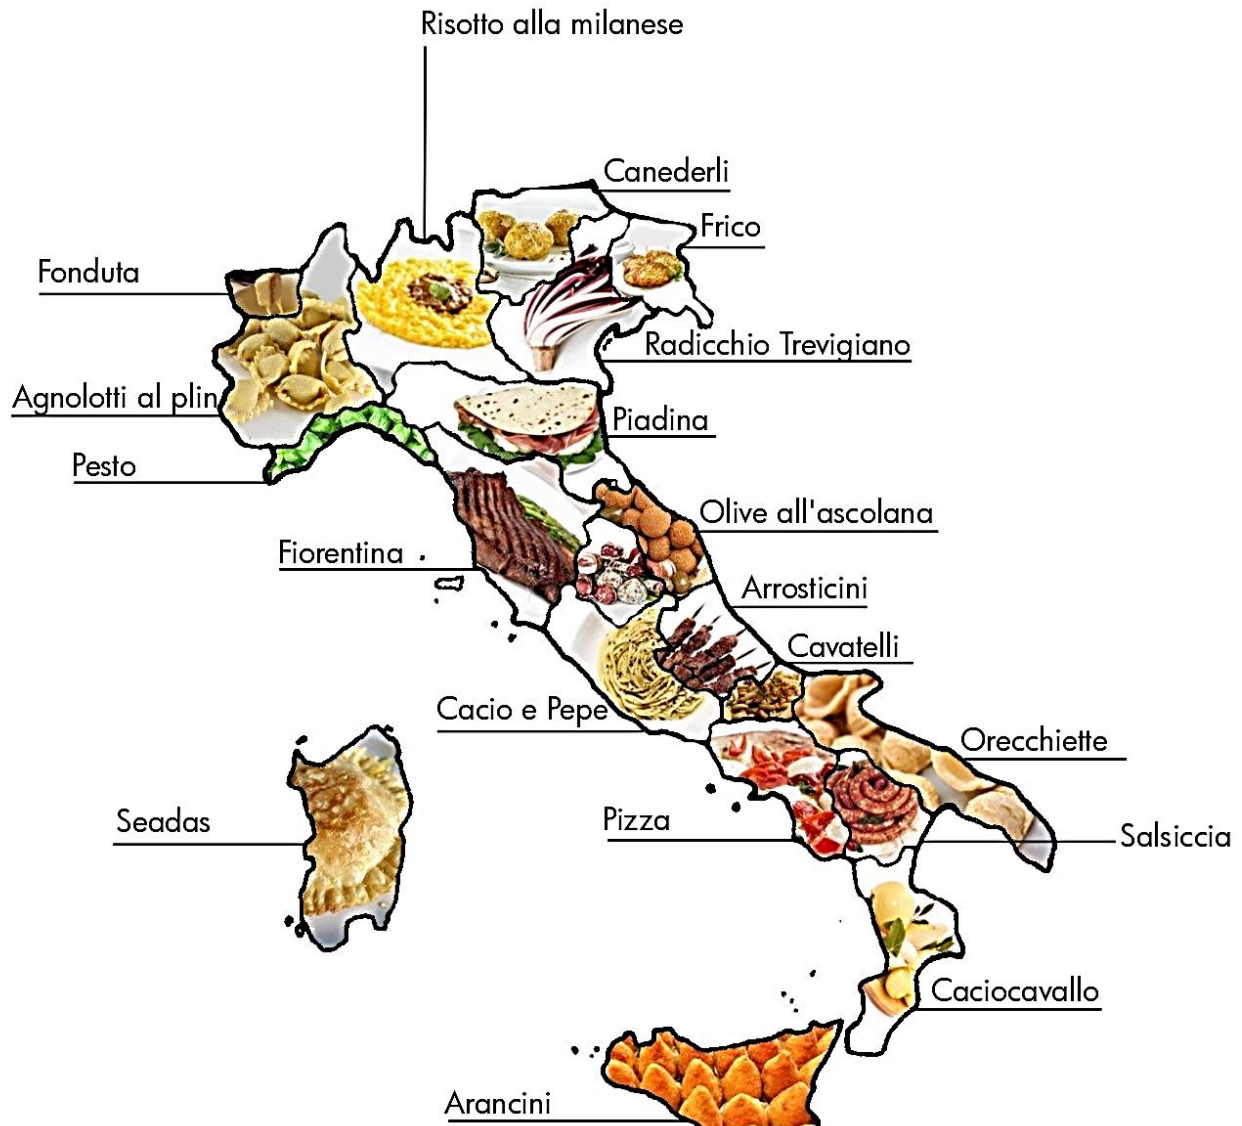 Risotto alla milanese
Canederli
Frico
Fonduta
Radicchio Trevigiano
Agnolotti al plin
Piadina
Pesto
Olive all'ascolana
Fiorentina
Arrosticini
Cavatelli
Cacio e Pepe
Orecchiette
Seadas
Pizza
Salsiccia
Caciocavallo
Arancini